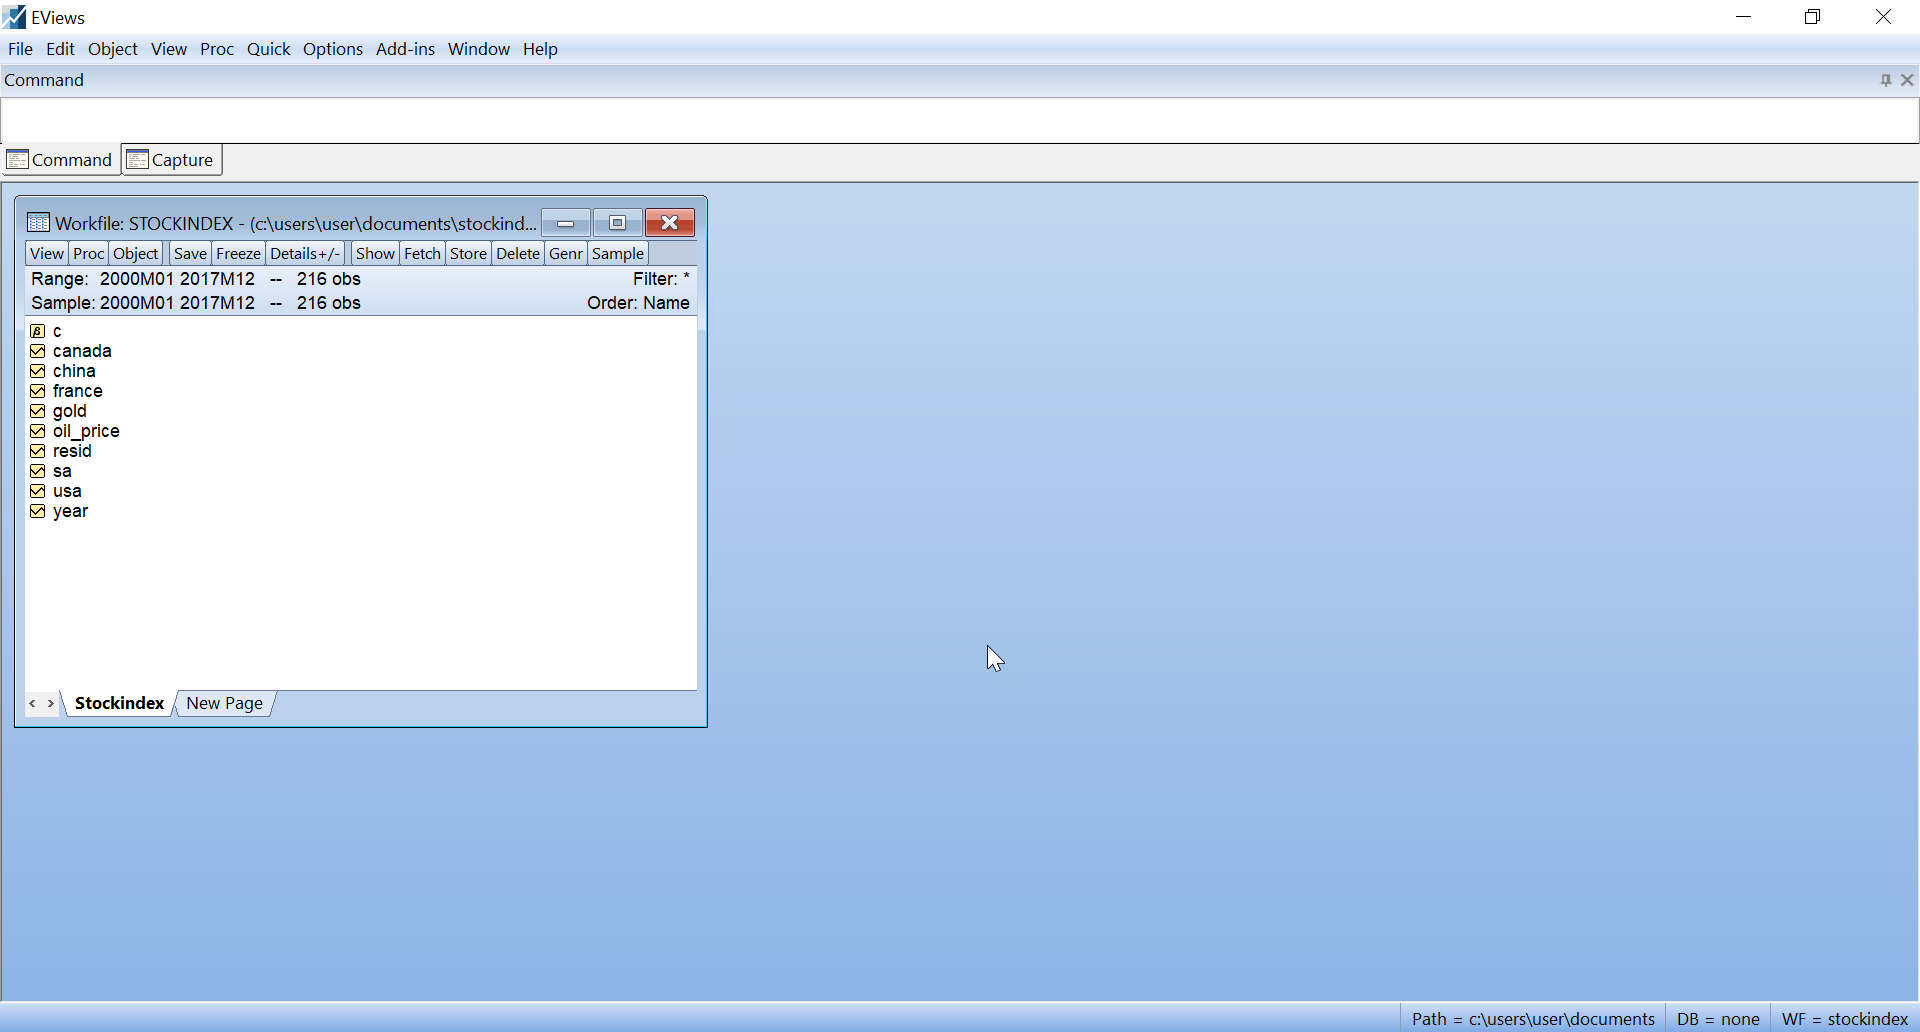 EViews
File Edit Object View Proc Quick Options Add-ins Window Help
Command
Command Capture
Workfile: STOCKINDEX - (c:\users\user\documents\stockind...
View Proc Object Save Freeze Details+/- Show Fetch Store Delete Genr Sample
Range: 2000M01 2017M12 -- 216 obs Filter: *
Sample: 2000M01 2017M12 -- 216 obs Order: Name
β c
canada
china
france
gold
oil_price
resid
sa
usa
year
< > Stockindex New Page
Path = c:\users\user\documents DB = none WF = stockindex